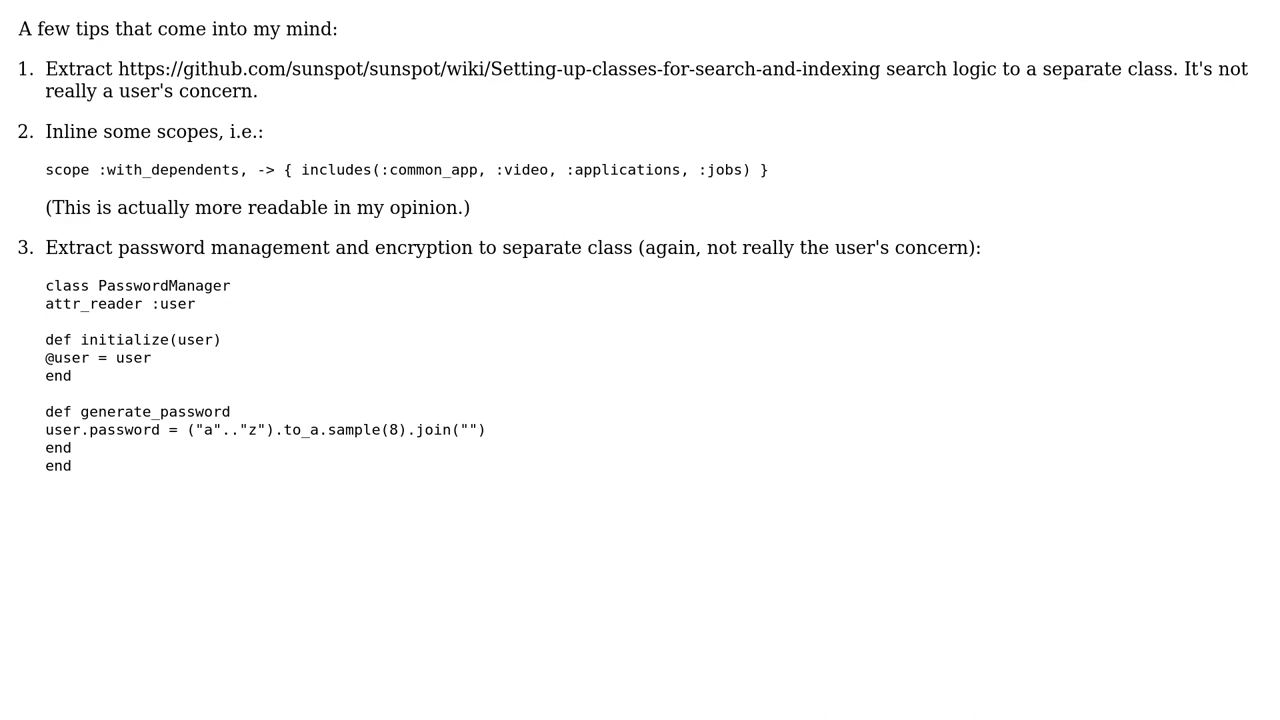 A few tips that come into my mind:
1. Extract https://github.com/sunspot/sunspot/wiki/Setting-up-classes-for-search-and-indexing search logic to a separate class. It's not
really a user's concern.
2. Inline some scopes, i.e.:
scope :with_dependents, -> { includes(:common_app, :video, :applications, :jobs) }
(This is actually more readable in my opinion.)
3. Extract password management and encryption to separate class (again, not really the user's concern):
class PasswordManager
attr_reader :user
def initialize(user)
@user = user
end
def generate_password
user.password = ("a".."z").to_a.sample(8).join("")
end
end